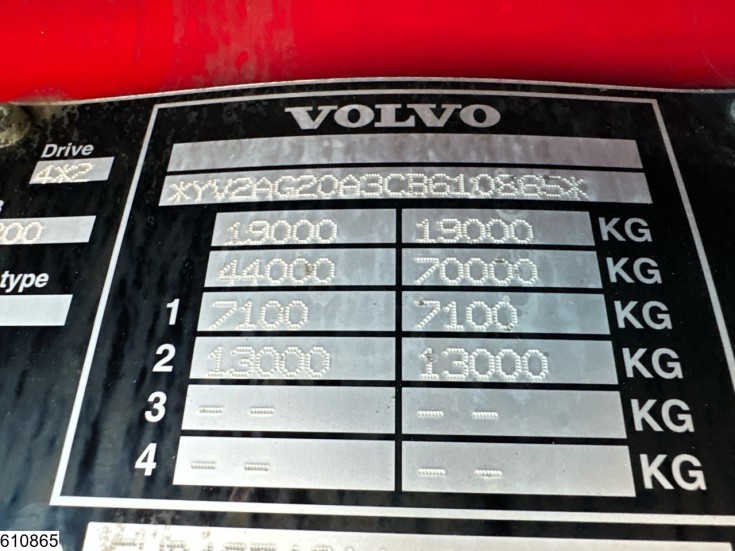 VOLVO
Drive
4X2
*YV2AG20A3CB610865*
200
19000 19000 KG
44000 70000 KG
type
1 7100 7100 KG
2 13000 13000 KG
3 – – – – KG
4 – – – – KG
610865